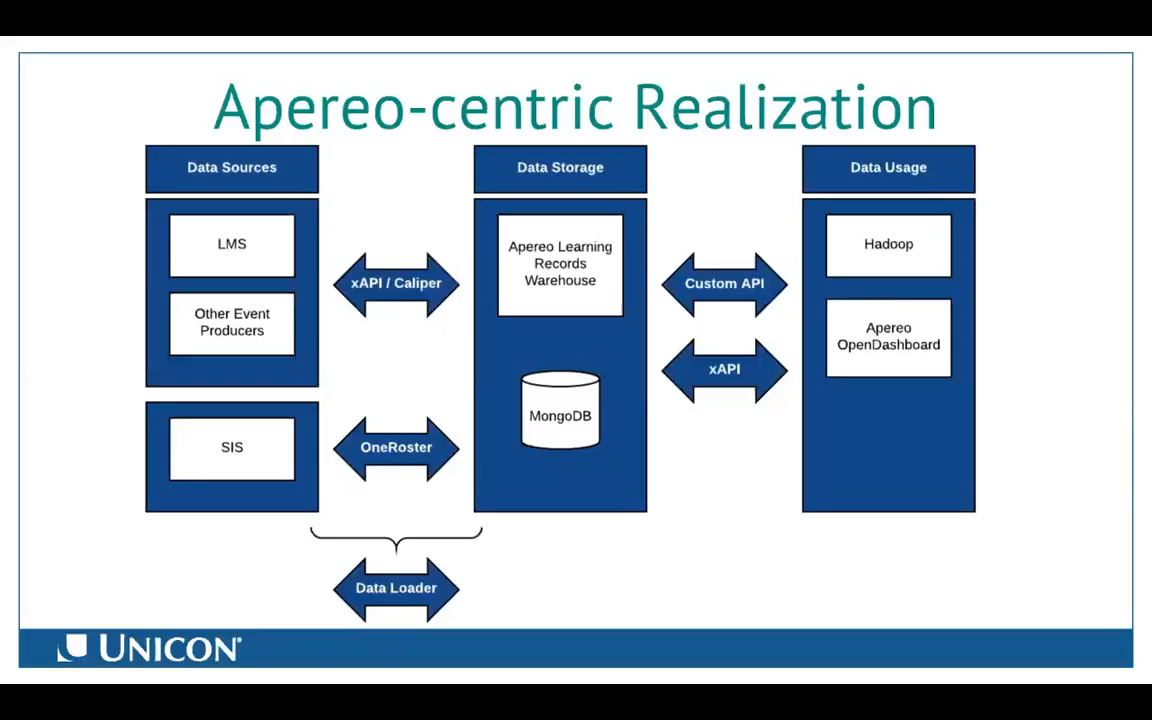 Apereo-centric Realization
Data Sources
Data Storage
Data Usage
LMS
Other Event
Producers
SIS
xAPI / Caliper
OneRoster
Data Loader
Apereo Learning
Records
Warehouse
MongoDB
Custom API
xAPI
Hadoop
Apereo
OpenDashboard
UNICON®